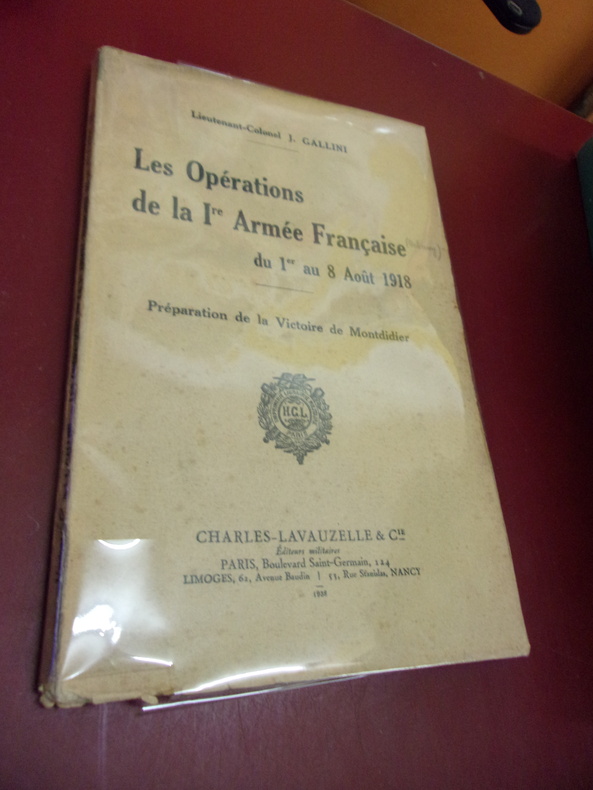 Lieutenant-Colonel J. GALLINI
Les Opérations
de la Ire Armée Française
du 1er au 8 Août 1918
Préparation de la Victoire de Montdidier
H.C.L.
PARIS
CHARLES-LAVAUZELLE & Cie
Éditeurs militaires
PARIS, Boulevard Saint-Germain, 124
LIMOGES, 62, Avenue Baudin | 53, Rue Stanislas, NANCY